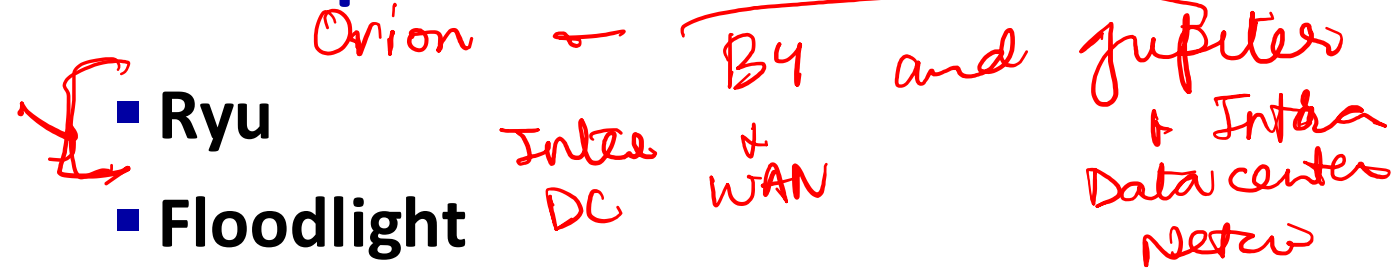 Orion - B4 and Jupiter
▪ Ryu
Inter ↓ ↓ Intra
DC WAN Data center
▪ Floodlight
Netw